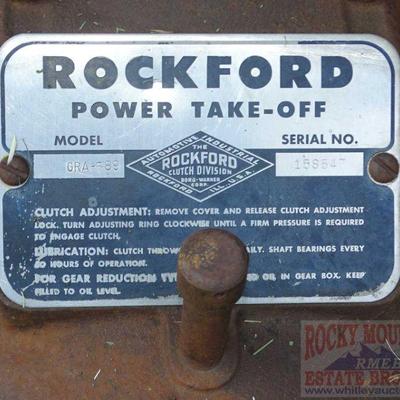 ROCKFORD
POWER TAKE-OFF
MODEL
SERIAL NO.
AUTOMOTIVE INDUSTRIAL
THE
ROCKFORD
CLUTCH DIVISION
BORG-WARNER
CORP.
ROCKFORD ILL. U.S.A.
CLUTCH ADJUSTMENT: REMOVE COVER AND RELEASE CLUTCH ADJUSTMENT
LOCK. TURN ADJUSTING RING CLOCKWISE UNTIL A FIRM PRESSURE IS REQUIRED
TO ENGAGE CLUTCH.
LUBRICATION: CLUTCH SHAFT BEARINGS EVERY
HOURS OF OPERATION.
FOR GEAR REDUCTION OIL IN GEAR BOX. KEEP
FILLED TO OIL LEVEL.
ROCKY
ESTATE